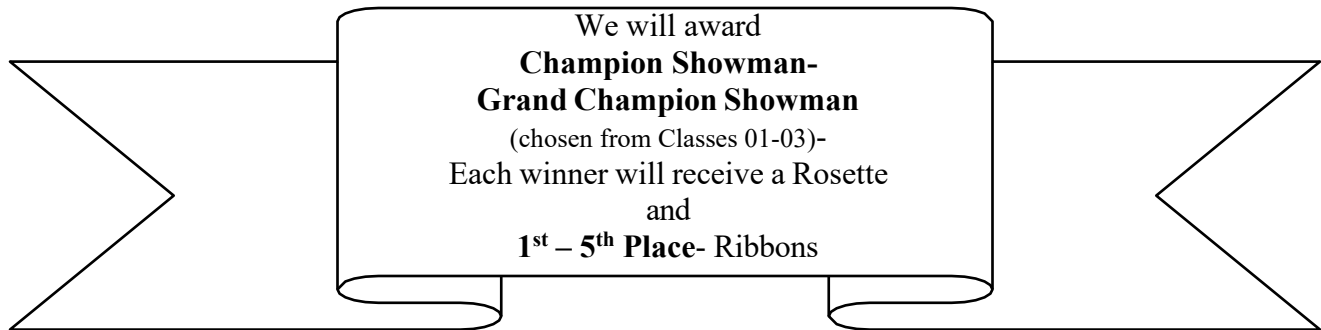 We will award
Champion Showman-
Grand Champion Showman
(chosen from Classes 01-03)-
Each winner will receive a Rosette
and
1st – 5th Place- Ribbons